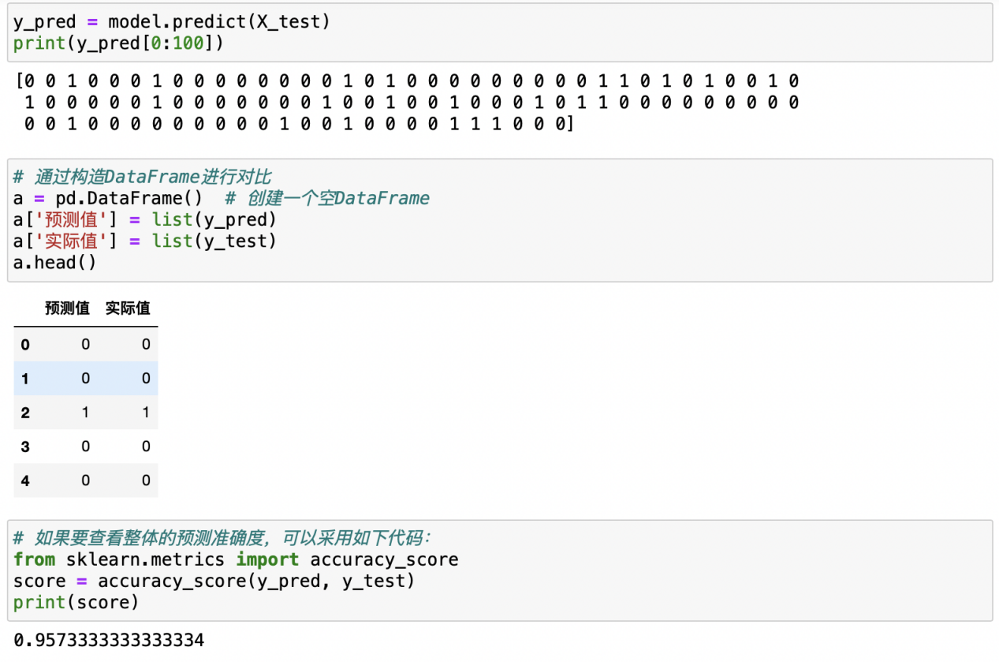 y_pred = model.predict(X_test)
print(y_pred[0:100])
[0 0 1 0 0 0 1 0 0 0 0 0 0 0 0 1 0 1 0 0 0 0 0 0 0 0 0 1 1 0 1 0 1 0 0 1 0
1 0 0 0 0 0 1 0 0 0 0 0 0 0 1 0 0 1 0 0 1 0 0 0 1 0 1 1 0 0 0 0 0 0 0 0 0
0 0 1 0 0 0 0 0 0 0 0 0 1 0 0 1 0 0 0 0 1 1 1 0 0 0]
# 通过构造DataFrame进行对比
a = pd.DataFrame()  # 创建一个空DataFrame
a['预测值'] = list(y_pred)
a['实际值'] = list(y_test)
a.head()
预测值 实际值
0 0 0
1 0 0
2 1 1
3 0 0
4 0 0
# 如果要查看整体的预测准确度，可以采用如下代码：
from sklearn.metrics import accuracy_score
score = accuracy_score(y_pred, y_test)
print(score)
0.9573333333333334